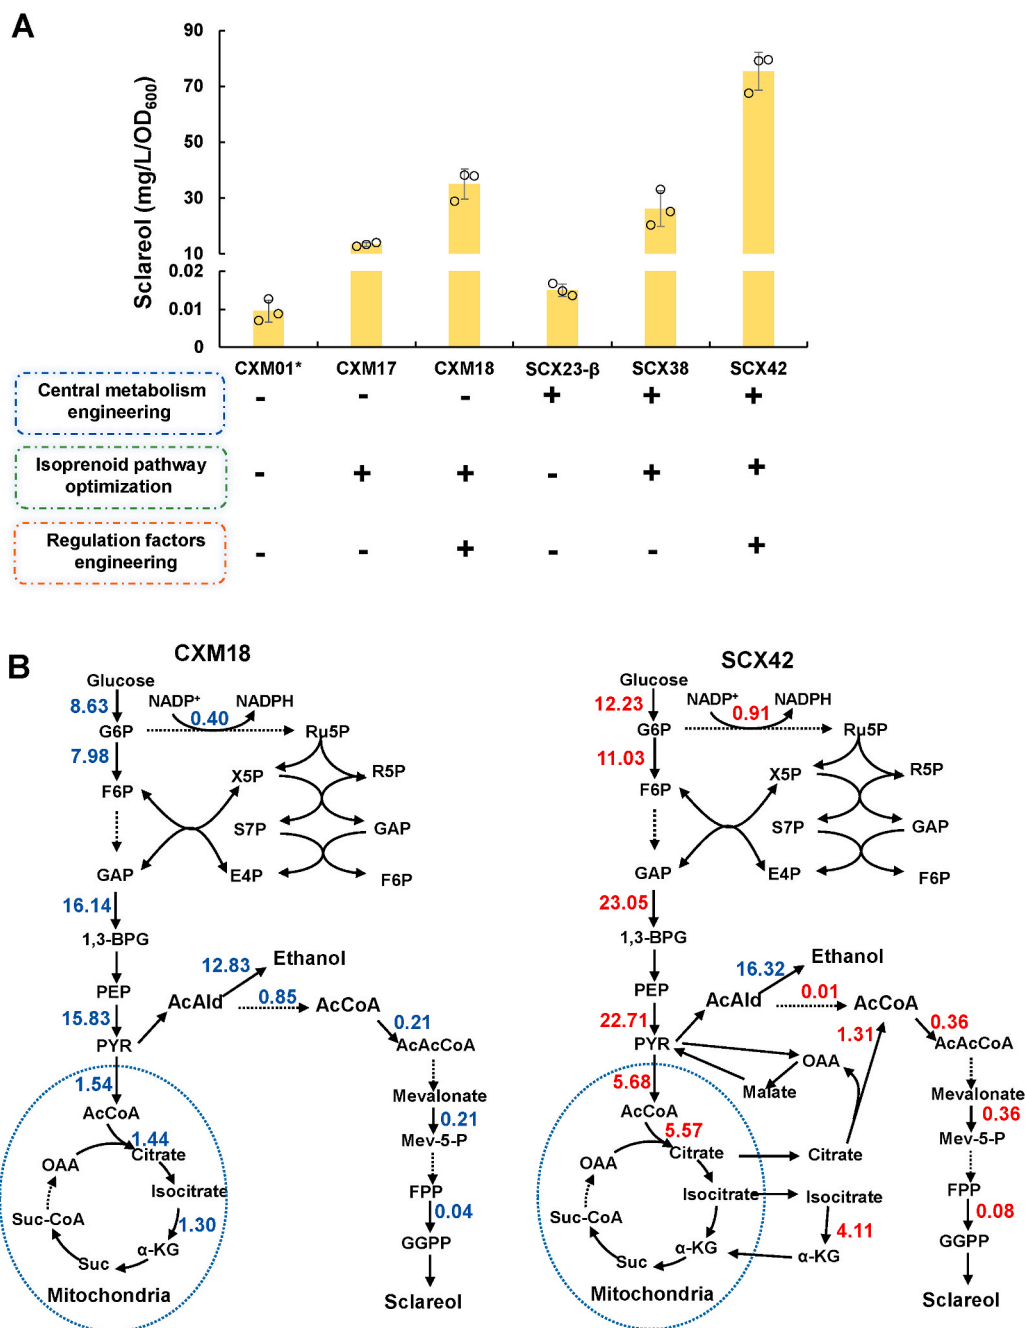 A
Sclareol (mg/L/OD600)
90
70
50
30
10
0.02
0.01
0
CXM01* CXM17 CXM18 SCX23-β SCX38 SCX42
Central metabolism
engineering
- - - + + +
Isoprenoid pathway
optimization
- + + - + +
Regulation factors
engineering
- - + - - +
B
CXM18
Glucose
8.63
NADP+ NADPH
0.40
G6P
Ru5P
7.98
X5P
R5P
F6P
S7P
GAP
GAP
E4P
F6P
16.14
1,3-BPG
12.83
Ethanol
PEP
AcAld
0.85
AcCoA
15.83
0.21
PYR
AcAcCoA
1.54
Mevalonate
AcCoA
0.21
1.44
Mev-5-P
Citrate
OAA
Isocitrate
FPP
Suc-CoA
1.30
0.04
α-KG
GGPP
Suc
Mitochondria
Sclareol
SCX42
Glucose
12.23
NADP+ NADPH
0.91
G6P
Ru5P
11.03
X5P
R5P
F6P
S7P
GAP
GAP
E4P
F6P
23.05
1,3-BPG
16.32
Ethanol
PEP
AcAld
0.01
AcCoA
22.71
1.31
0.36
PYR
AcAcCoA
OAA
5.68
Malate
Mevalonate
AcCoA
0.36
5.57
Mev-5-P
Citrate
Citrate
OAA
Isocitrate
Isocitrate
FPP
Suc-CoA
4.11
0.08
α-KG
α-KG
GGPP
Suc
Mitochondria
Sclareol